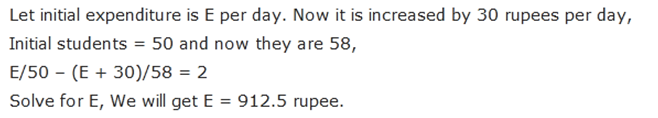 Let initial expenditure is E per day. Now it is increased by 30 rupees per day,
Initial students = 50 and now they are 58,
E/50 – (E + 30)/58 = 2
Solve for E, We will get E = 912.5 rupee.